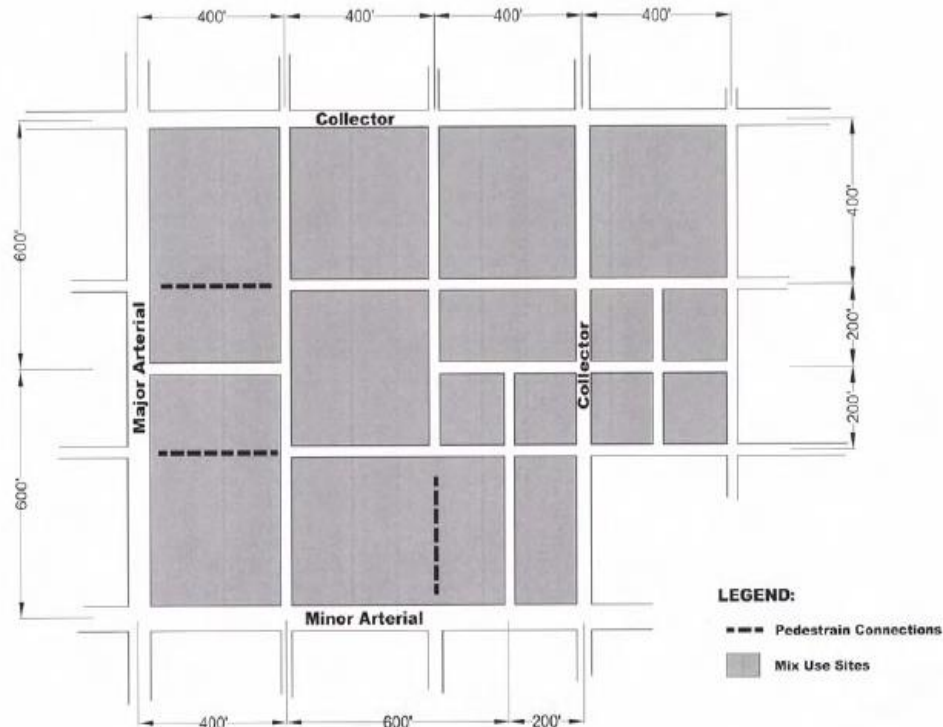 400' 400' 400' 400'
Collector
600'
400'
Major Arterial
Collector
200'
200'
600'
LEGEND:
Pedestrain Connections
Mix Use Sites
Minor Arterial
400' 600' 200'